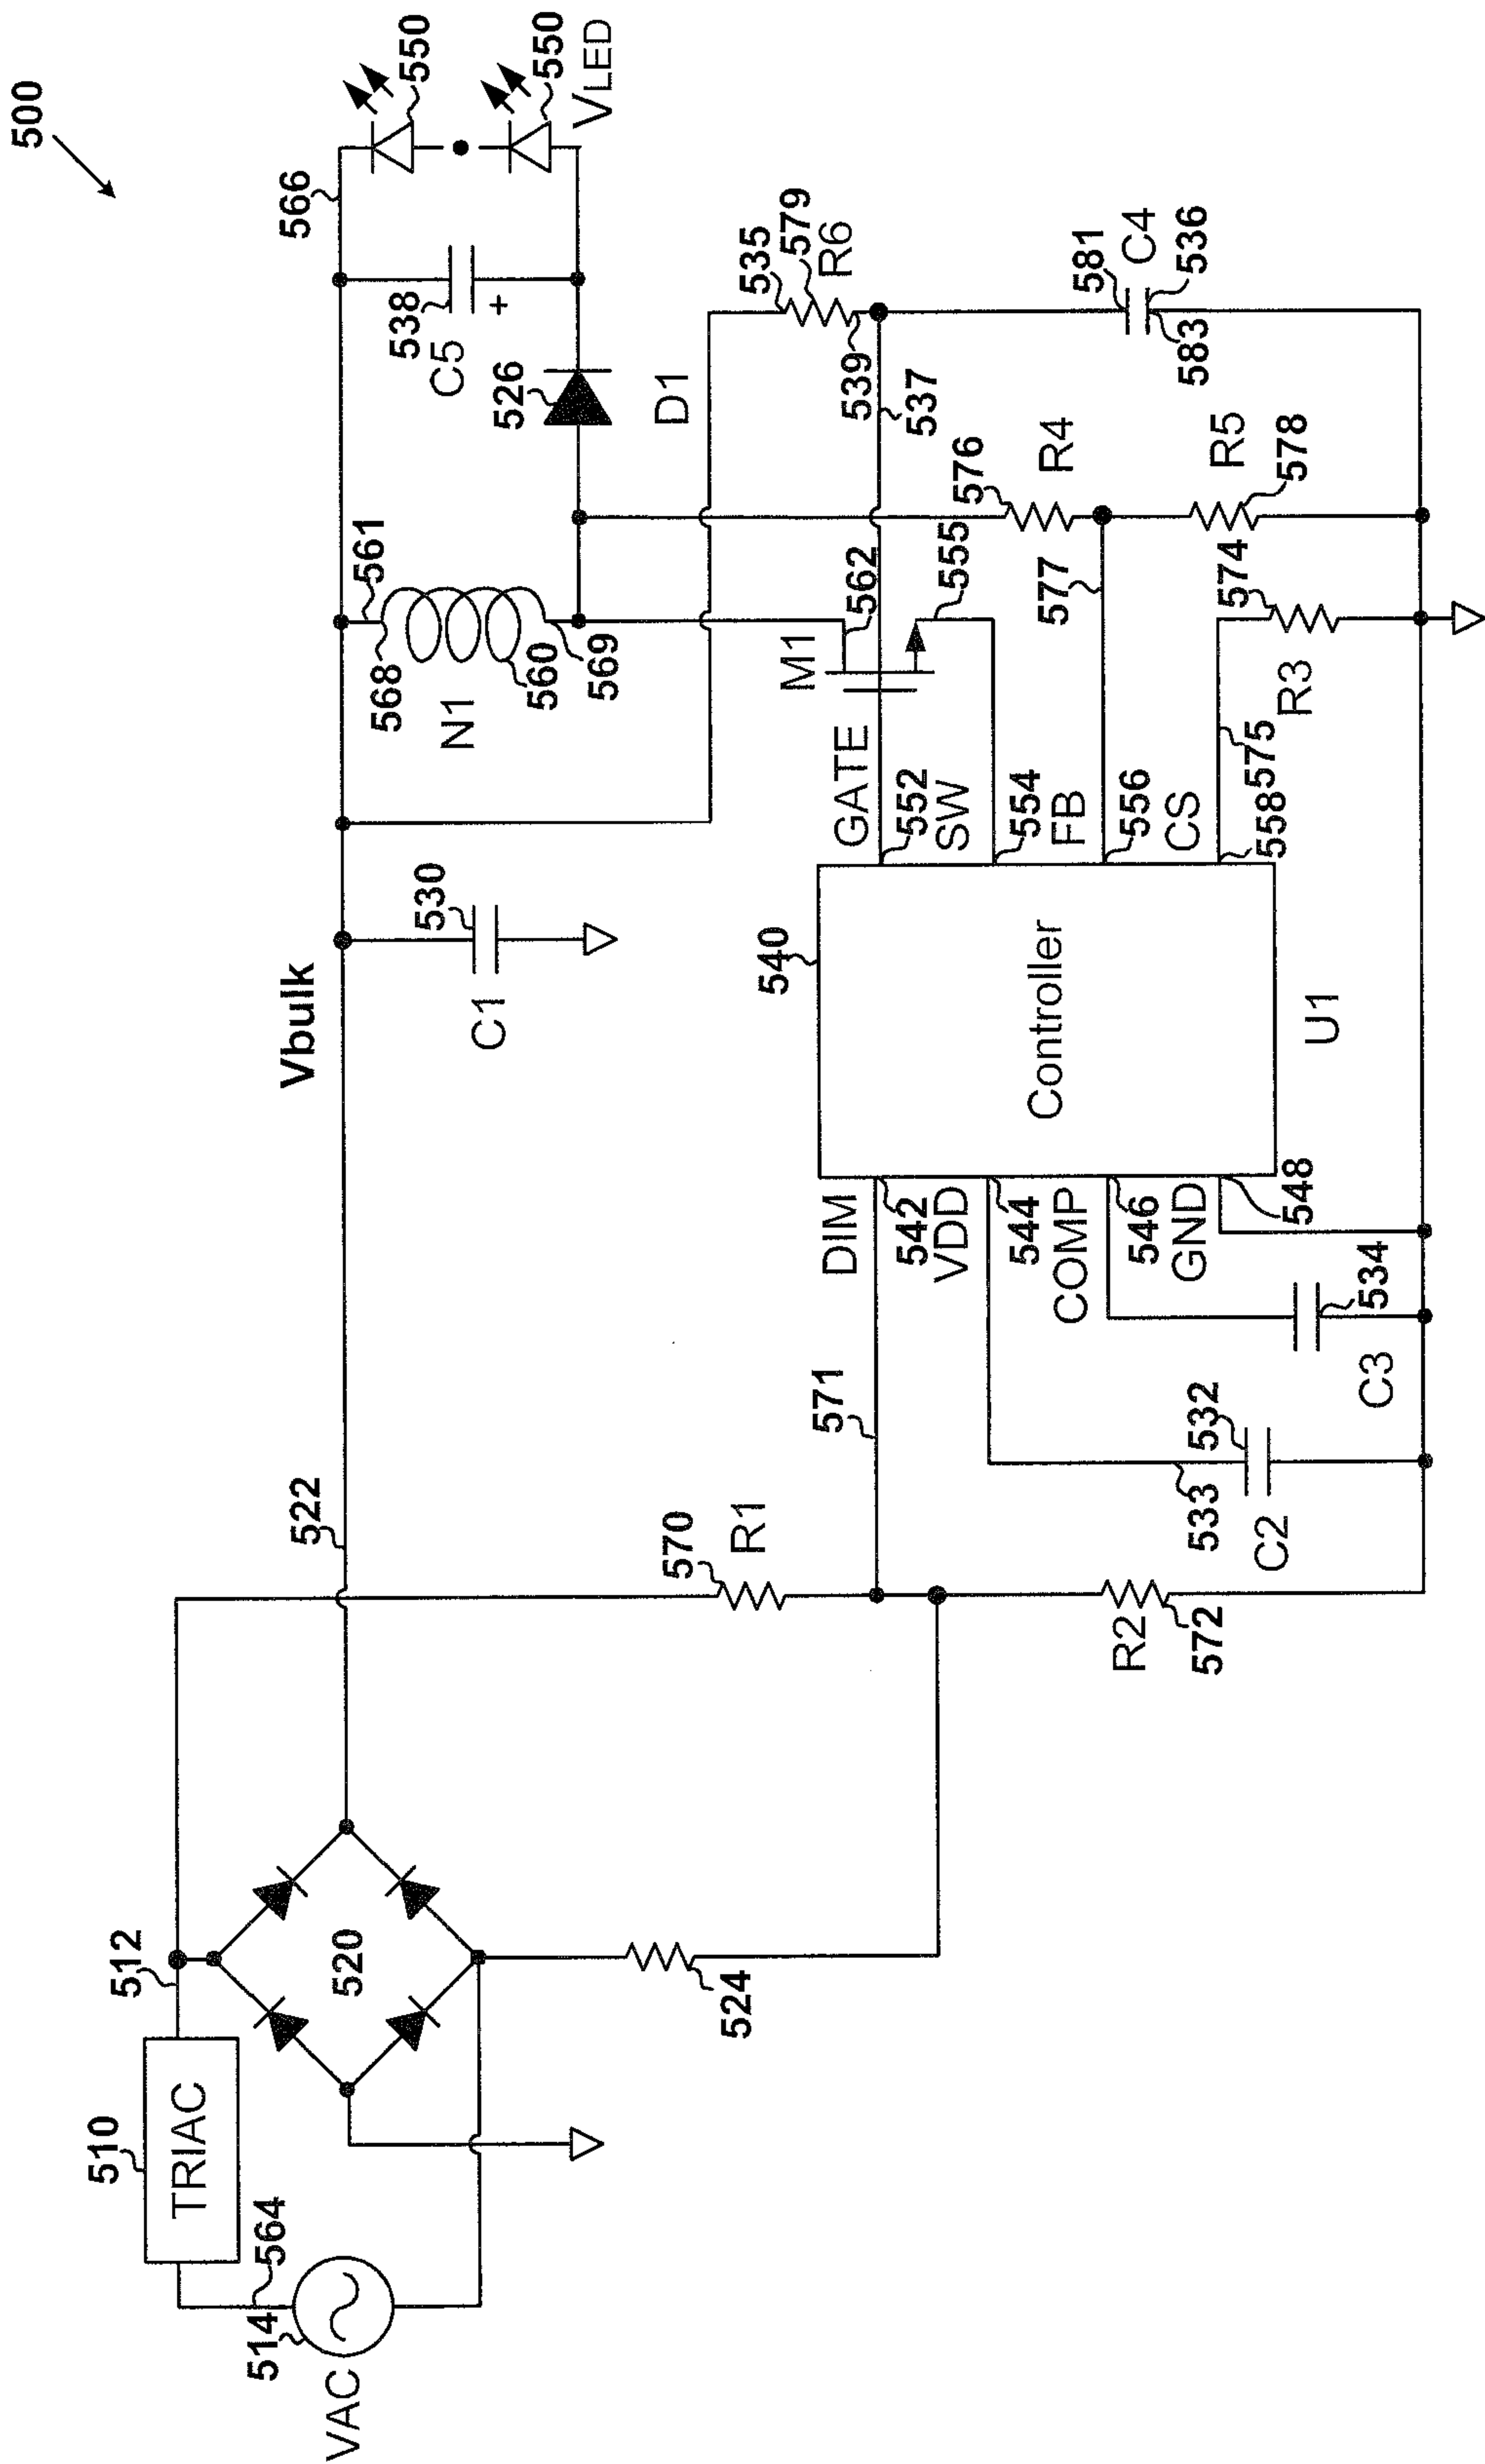 500
VAC
514
564
510
TRIAC
512
520
524
522
570
R1
571
R2
572
Vbulk
C1
530
568
561
N1
560
569
566
538
C5
+
526
D1
550
550
VLED
535
579
R6
539
537
581
C4
536
583
576
R4
577
R5
578
574
R3
575
M1
562
555
540
Controller
U1
DIM
542
VDD
544
COMP
546
GND
548
GATE
552
SW
554
FB
556
CS
558
533
532
C2
534
C3